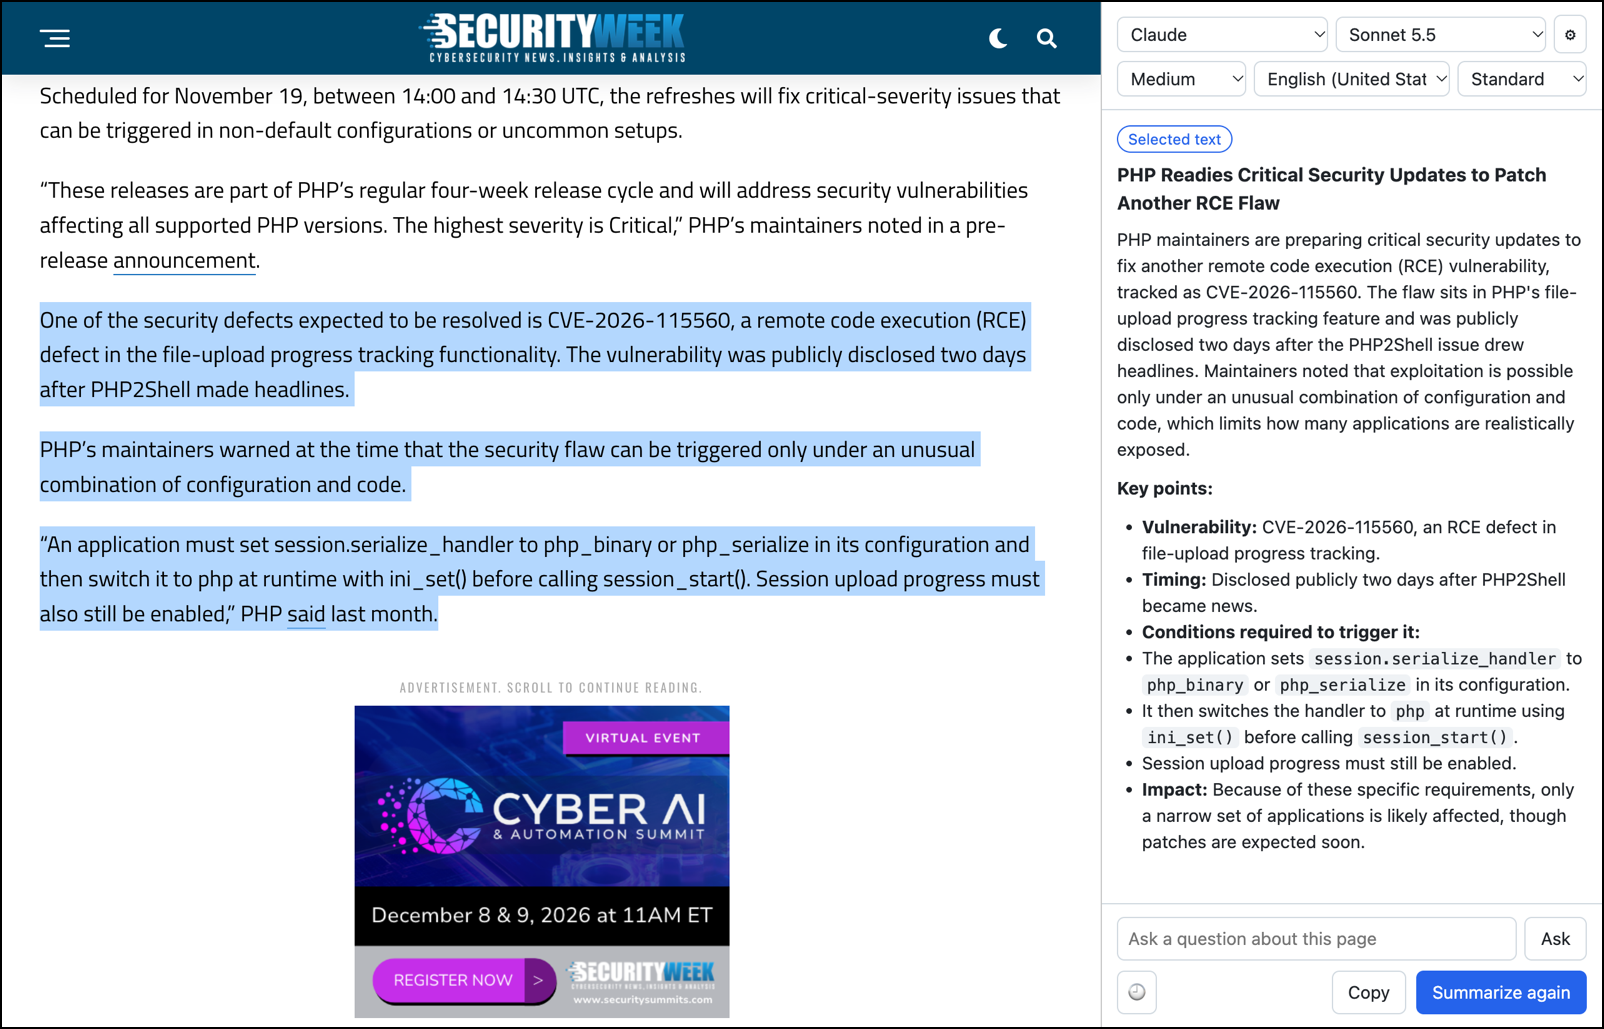 SECURITYWEEK
CYBERSECURITY NEWS, INSIGHTS & ANALYSIS
Scheduled for November 19, between 14:00 and 14:30 UTC, the refreshes will fix critical-severity issues that
can be triggered in non-default configurations or uncommon setups.
“These releases are part of PHP’s regular four-week release cycle and will address security vulnerabilities
affecting all supported PHP versions. The highest severity is Critical,” PHP’s maintainers noted in a pre-
release announcement.
One of the security defects expected to be resolved is CVE-2026-115560, a remote code execution (RCE)
defect in the file-upload progress tracking functionality. The vulnerability was publicly disclosed two days
after PHP2Shell made headlines.
PHP’s maintainers warned at the time that the security flaw can be triggered only under an unusual
combination of configuration and code.
“An application must set session.serialize_handler to php_binary or php_serialize in its configuration and
then switch it to php at runtime with ini_set() before calling session_start(). Session upload progress must
also still be enabled,” PHP said last month.
ADVERTISEMENT. SCROLL TO CONTINUE READING.
VIRTUAL EVENT
CYBER AI
& AUTOMATION SUMMIT
December 8 & 9, 2026 at 11AM ET
REGISTER NOW >
SECURITYWEEK
CYBERSECURITY NEWS, INSIGHTS & ANALYSIS
www.securitysummits.com
Claude
Sonnet 5.5
Medium
English (United Stat
Standard
Selected text
PHP Readies Critical Security Updates to Patch
Another RCE Flaw
PHP maintainers are preparing critical security updates to
fix another remote code execution (RCE) vulnerability,
tracked as CVE-2026-115560. The flaw sits in PHP's file-
upload progress tracking feature and was publicly
disclosed two days after the PHP2Shell issue drew
headlines. Maintainers noted that exploitation is possible
only under an unusual combination of configuration and
code, which limits how many applications are realistically
exposed.
Key points:
• Vulnerability: CVE-2026-115560, an RCE defect in
file-upload progress tracking.
• Timing: Disclosed publicly two days after PHP2Shell
became news.
• Conditions required to trigger it:
• The application sets session.serialize_handler to
php_binary or php_serialize in its configuration.
• It then switches the handler to php at runtime using
ini_set() before calling session_start().
• Session upload progress must still be enabled.
• Impact: Because of these specific requirements, only
a narrow set of applications is likely affected, though
patches are expected soon.
Ask a question about this page
Ask
Copy
Summarize again